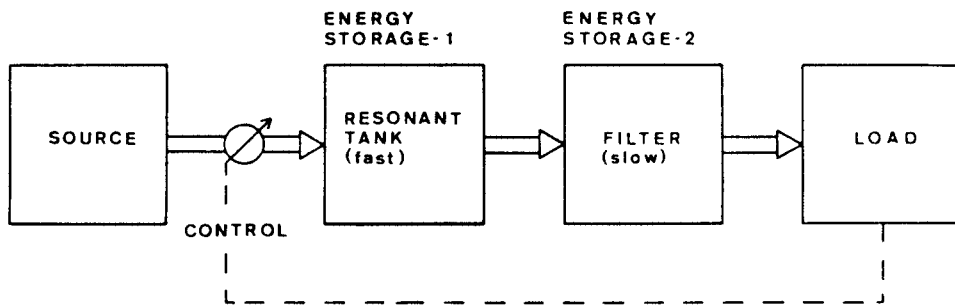 ENERGY
STORAGE-1
ENERGY
STORAGE-2
SOURCE
RESONANT
TANK
(fast)
FILTER
(slow)
LOAD
CONTROL